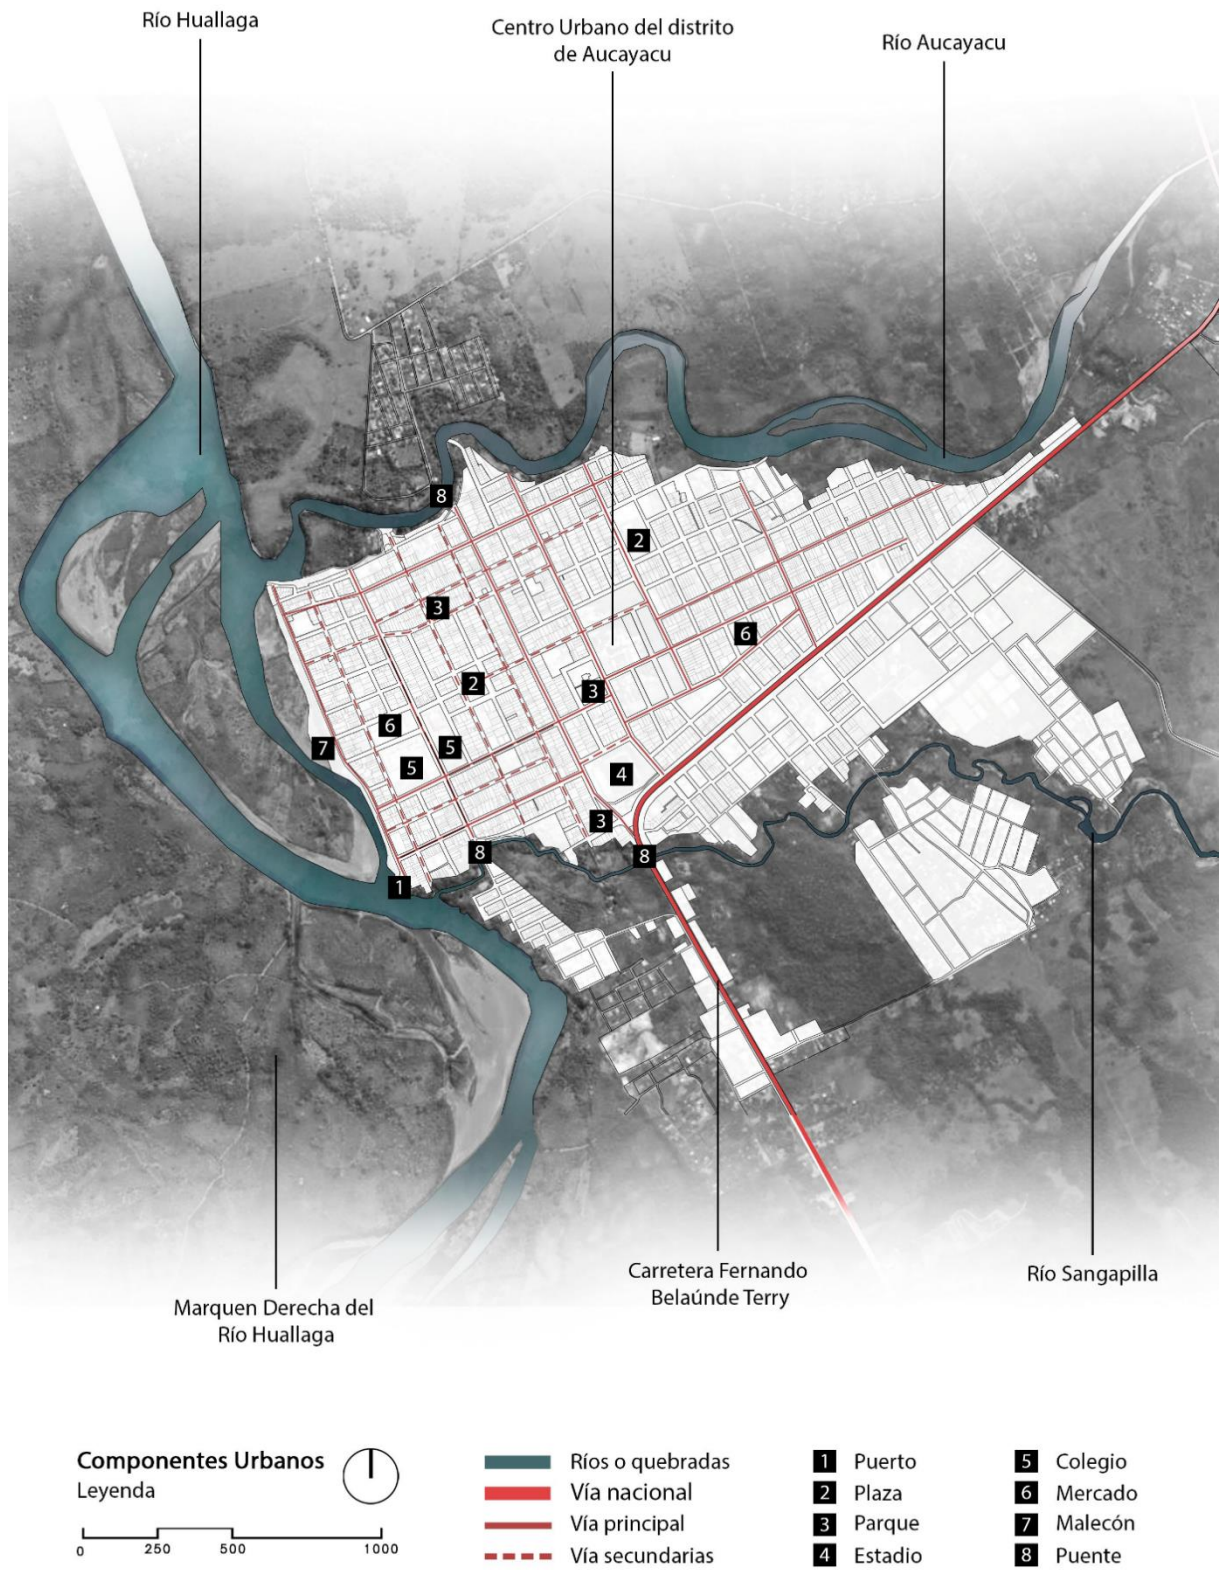 Río Huallaga
Centro Urbano del distrito
de Aucayacu
Río Aucayacu
8
2
3
6
2
3
6
7
5
5
4
3
8
8
1
Carretera Fernando
Belaúnde Terry
Río Sangapilla
Marquen Derecha del
Río Huallaga
Componentes Urbanos
Leyenda
0 250 500 1000
Ríos o quebradas
Vía nacional
Vía principal
Vía secundarias
1 Puerto
2 Plaza
3 Parque
4 Estadio
5 Colegio
6 Mercado
7 Malecón
8 Puente